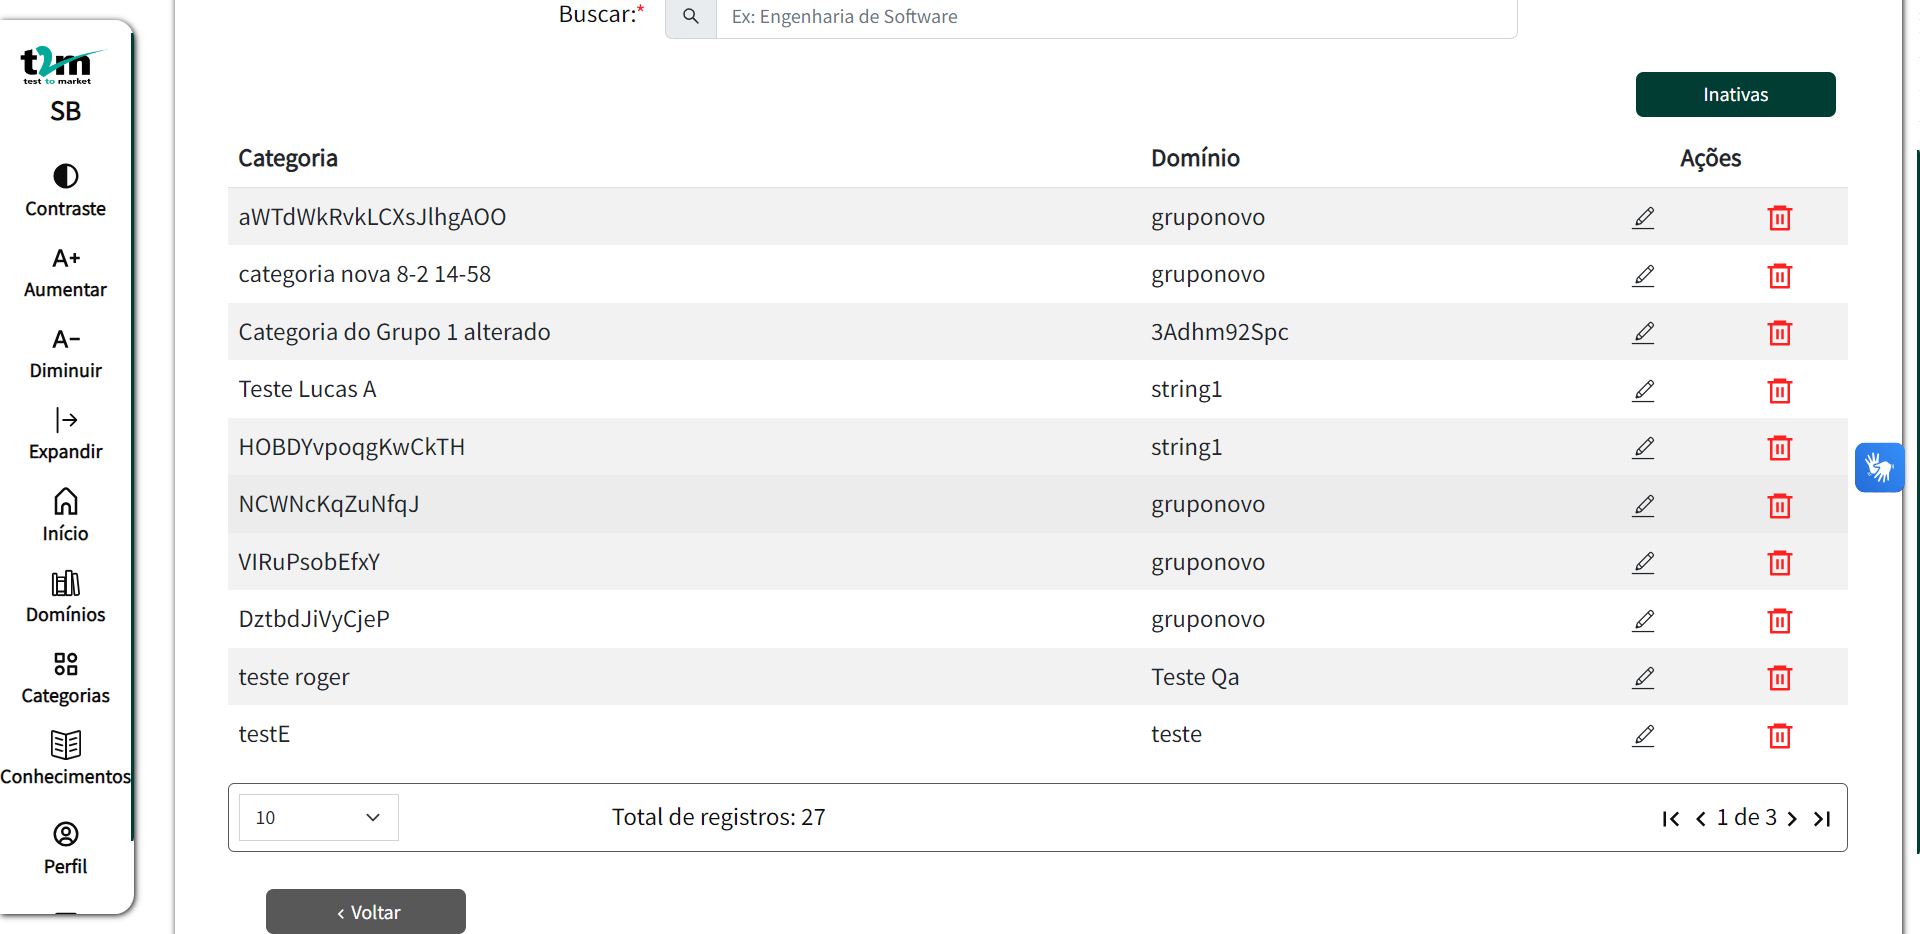 t2m
test to market
SB
Contraste
A+
Aumentar
A-
Diminuir
Expandir
Início
Domínios
Categorias
Conhecimentos
Perfil
Buscar:*
Ex: Engenharia de Software
Inativas
Categoria Domínio Ações
aWTdWkRvkLCXsJlhgAOO gruponovo
categoria nova 8-2 14-58 gruponovo
Categoria do Grupo 1 alterado 3Adhm92Spc
Teste Lucas A string1
HOBDYvpoqgKwCkTH string1
NCWNcKqZuNfqJ gruponovo
VIRuPsobEfxY gruponovo
DztbdJiVyCjeP gruponovo
teste roger Teste Qa
testE teste
10 Total de registros: 27 1 de 3
‹ Voltar